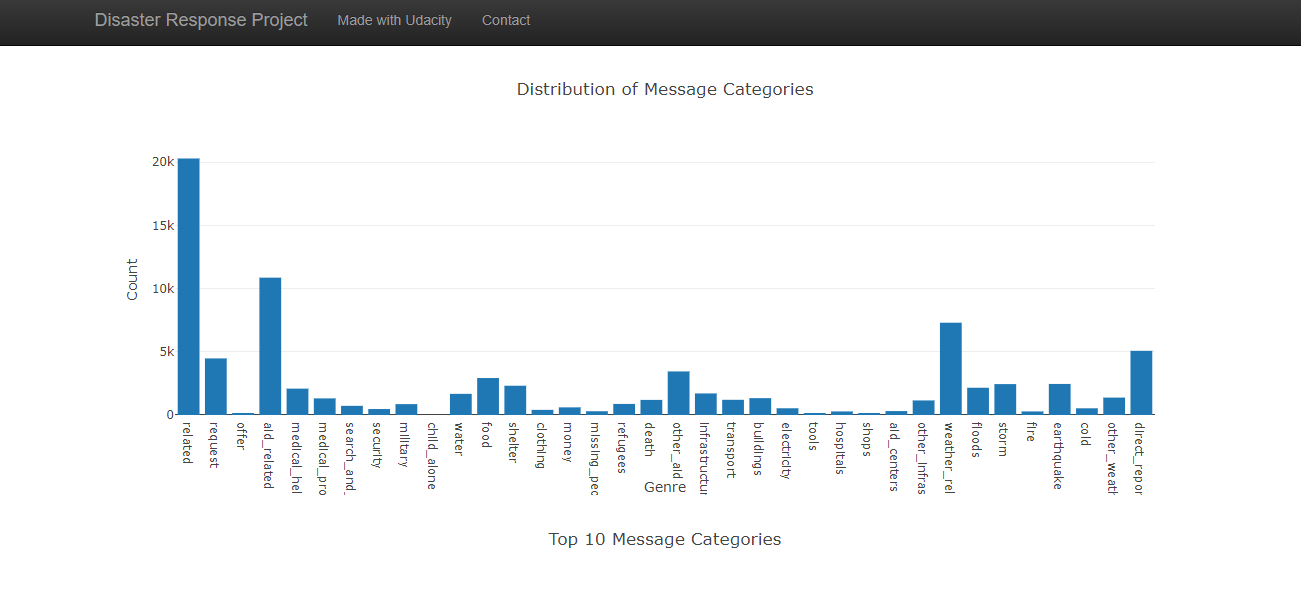 Disaster Response Project Made with Udacity Contact
Distribution of Message Categories
20k
15k
10k
5k
0
Count
related
request
offer
aid_related
medical_hel
medical_pro
search_and_
security
military
child_alone
water
food
shelter
clothing
money
missing_peo
refugees
death
other_aid
infrastructur
transport
buildings
electricity
tools
hospitals
shops
aid_centers
other_infras
weather_rel
floods
storm
fire
earthquake
cold
other_weath
direct_repor
Genre
Top 10 Message Categories